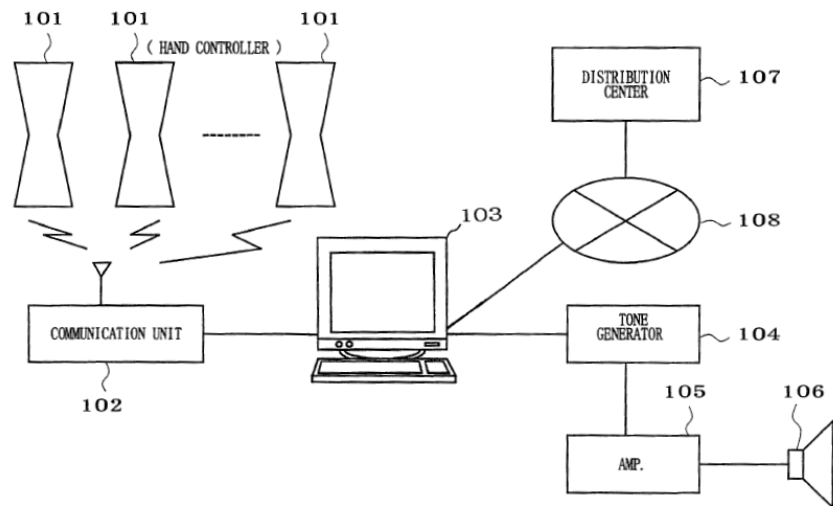 101 101 101
( HAND CONTROLLER )
DISTRIBUTION
CENTER
107
103
108
COMMUNICATION UNIT
102
TONE
GENERATOR
104
105 106
AMP.